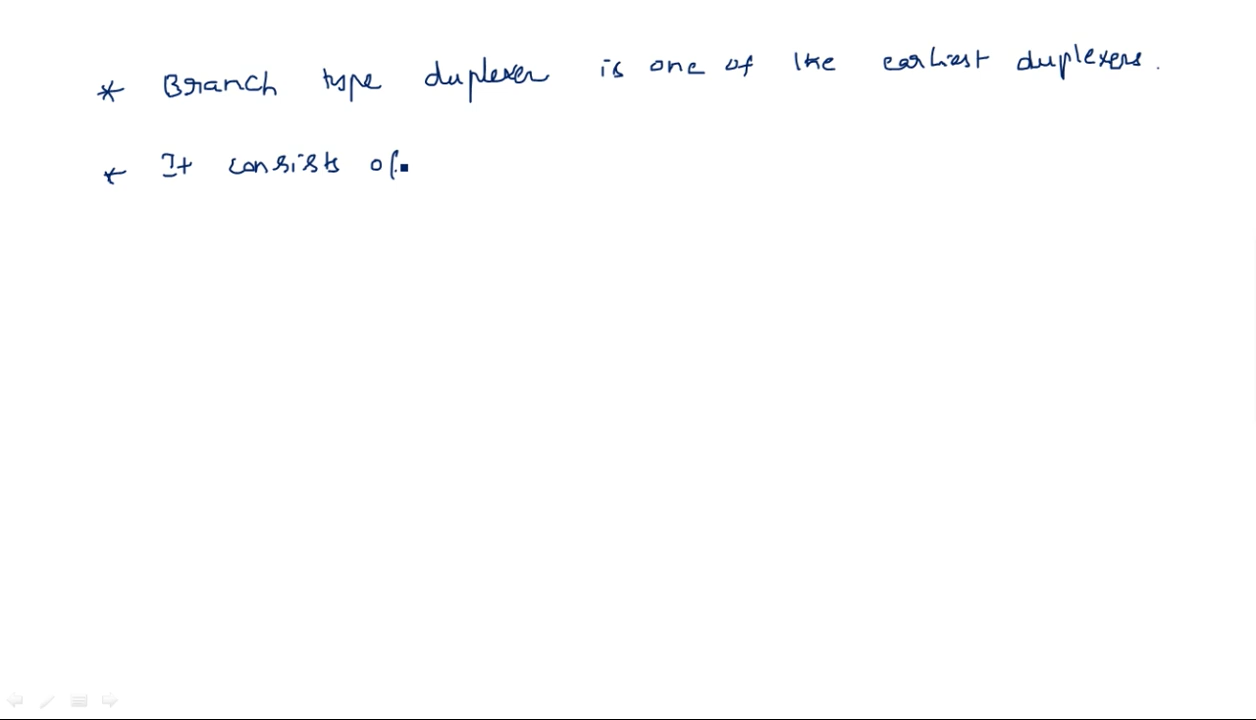 * Branch type duplexer is one of the earliest duplexers.
* It consists of